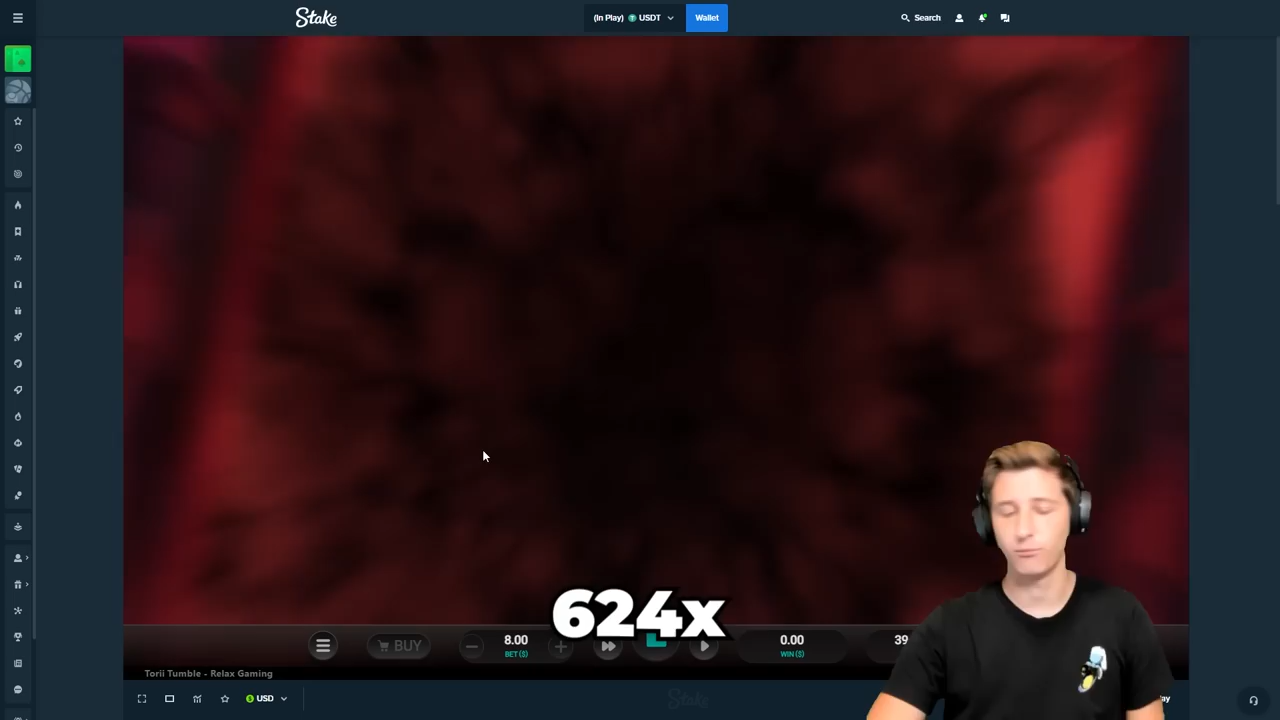 Stake
(In Play) USDT
Wallet
Search
624x
BUY
8.00
BET ($)
0.00
WIN ($)
39
Torii Tumble - Relax Gaming
USD
Stake